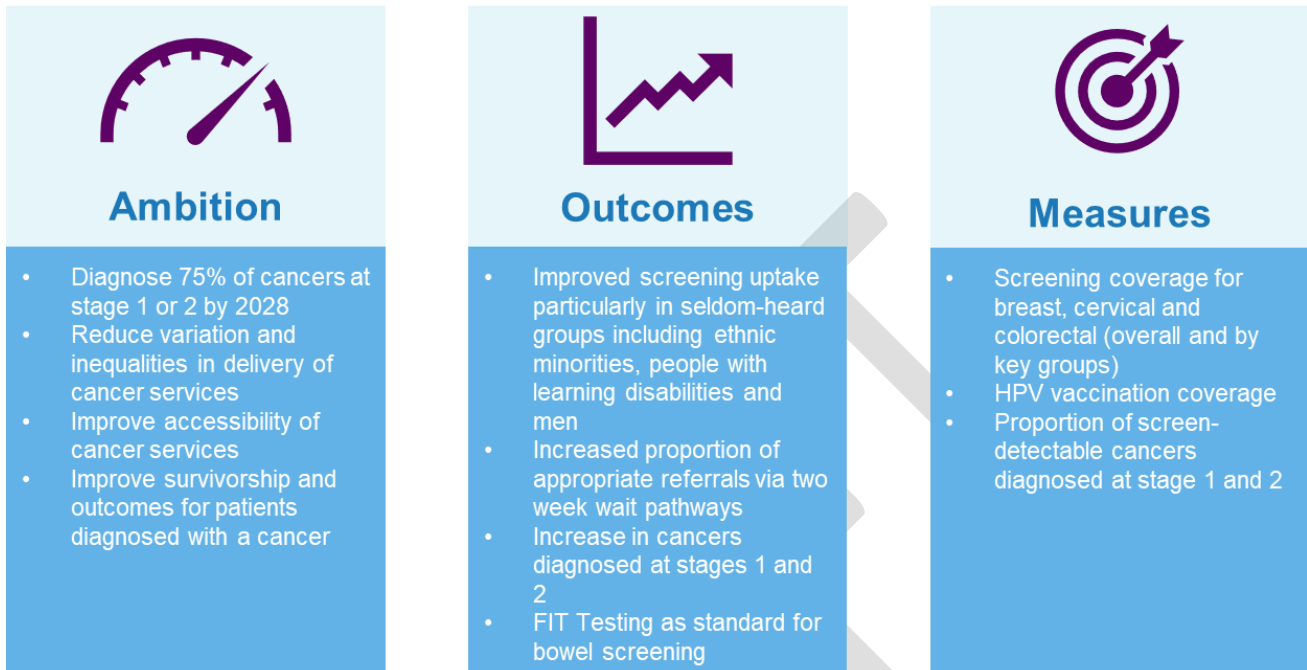 Ambition
• Diagnose 75% of cancers at
stage 1 or 2 by 2028
• Reduce variation and
inequalities in delivery of
cancer services
• Improve accessibility of
cancer services
• Improve survivorship and
outcomes for patients
diagnosed with a cancer
Outcomes
• Improved screening uptake
particularly in seldom-heard
groups including ethnic
minorities, people with
learning disabilities and
men
• Increased proportion of
appropriate referrals via two
week wait pathways
• Increase in cancers
diagnosed at stages 1 and
2
• FIT Testing as standard for
bowel screening
Measures
• Screening coverage for
breast, cervical and
colorectal (overall and by
key groups)
• HPV vaccination coverage
• Proportion of screen-
detectable cancers
diagnosed at stage 1 and 2